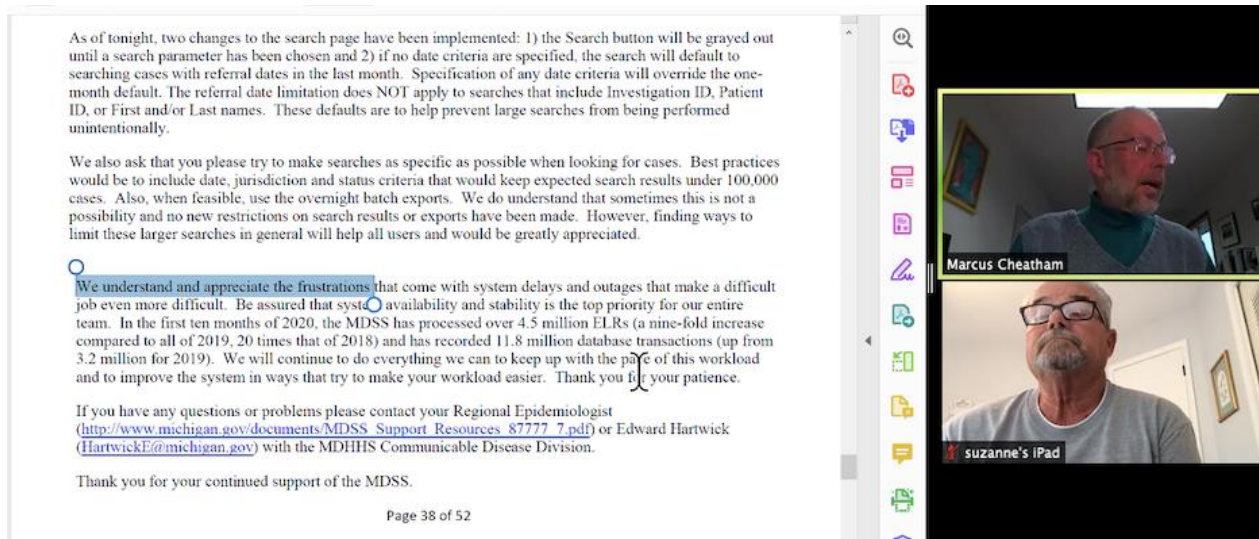 As of tonight, two changes to the search page have been implemented: 1) the Search button will be grayed out
until a search parameter has been chosen and 2) if no date criteria are specified, the search will default to
searching cases with referral dates in the last month.  Specification of any date criteria will override the one-
month default. The referral date limitation does NOT apply to searches that include Investigation ID, Patient
ID, or First and/or Last names.  These defaults are to help prevent large searches from being performed
unintentionally.
We also ask that you please try to make searches as specific as possible when looking for cases.  Best practices
would be to include date, jurisdiction and status criteria that would keep expected search results under 100,000
cases.  Also, when feasible, use the overnight batch exports.  We do understand that sometimes this is not a
possibility and no new restrictions on search results or exports have been made.  However, finding ways to
limit these larger searches in general will help all users and would be greatly appreciated.
We understand and appreciate the frustrations that come with system delays and outages that make a difficult
job even more difficult.  Be assured that system availability and stability is the top priority for our entire
team.  In the first ten months of 2020, the MDSS has processed over 4.5 million ELRs (a nine-fold increase
compared to all of 2019, 20 times that of 2018) and has recorded 11.8 million database transactions (up from
3.2 million for 2019).  We will continue to do everything we can to keep up with the pace of this workload
and to improve the system in ways that try to make your workload easier.  Thank you for your patience.
If you have any questions or problems please contact your Regional Epidemiologist
(http://www.michigan.gov/documents/MDSS_Support_Resources_87777_7.pdf) or Edward Hartwick
(HartwickE@michigan.gov) with the MDHHS Communicable Disease Division.
Thank you for your continued support of the MDSS.
Page 38 of 52
Marcus Cheatham
suzanne's iPad